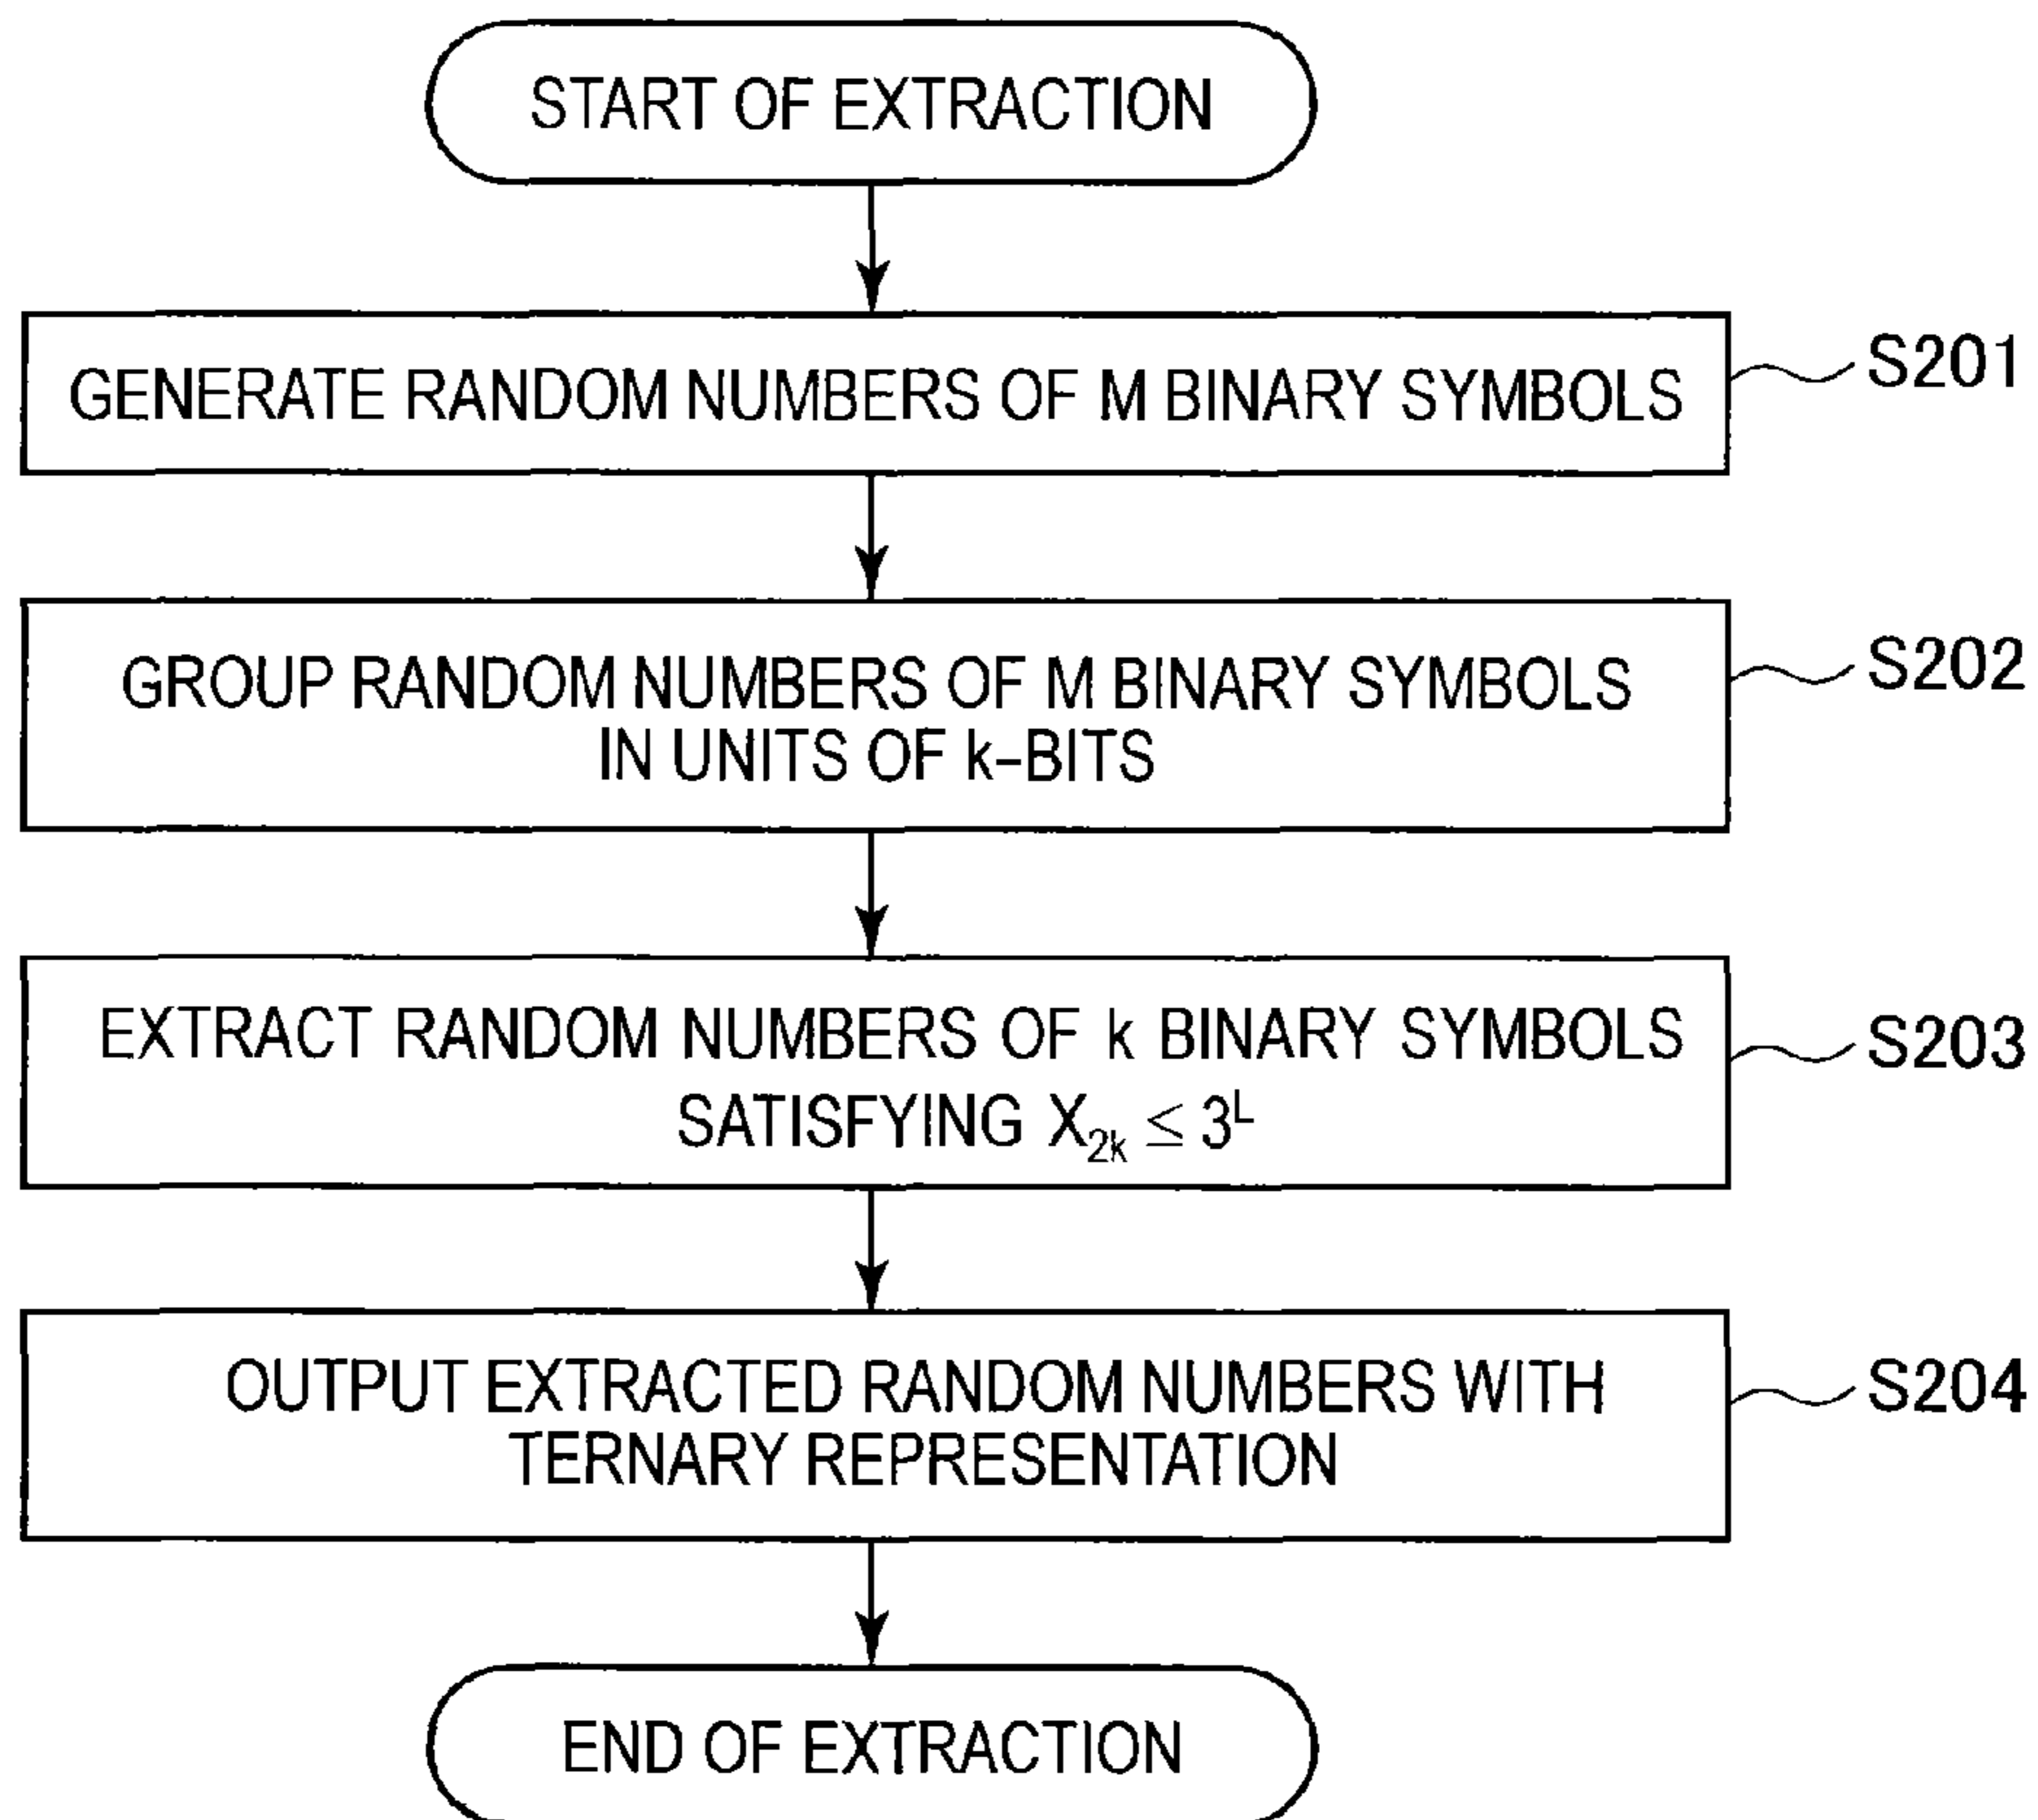 START OF EXTRACTION
GENERATE RANDOM NUMBERS OF M BINARY SYMBOLS
S201
GROUP RANDOM NUMBERS OF M BINARY SYMBOLS
IN UNITS OF k-BITS
S202
EXTRACT RANDOM NUMBERS OF k BINARY SYMBOLS
SATISFYING X₂ₖ ≤ 3ᴸ
S203
OUTPUT EXTRACTED RANDOM NUMBERS WITH
TERNARY REPRESENTATION
S204
END OF EXTRACTION